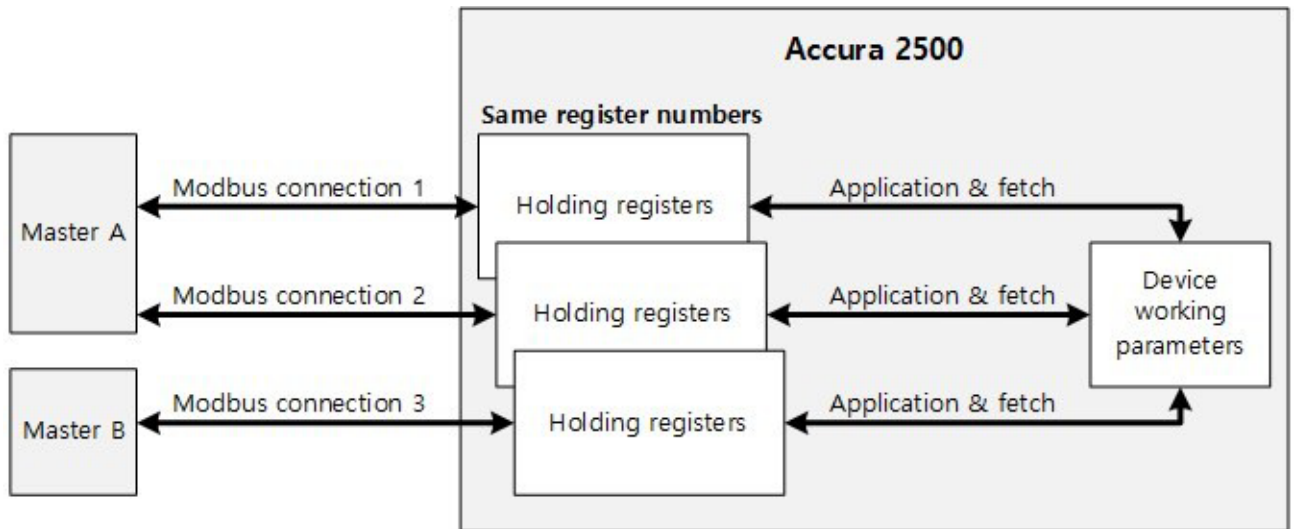 Accura 2500
Same register numbers
Master A
Modbus connection 1
Holding registers
Application & fetch
Modbus connection 2
Holding registers
Application & fetch
Device
working
parameters
Master B
Modbus connection 3
Holding registers
Application & fetch